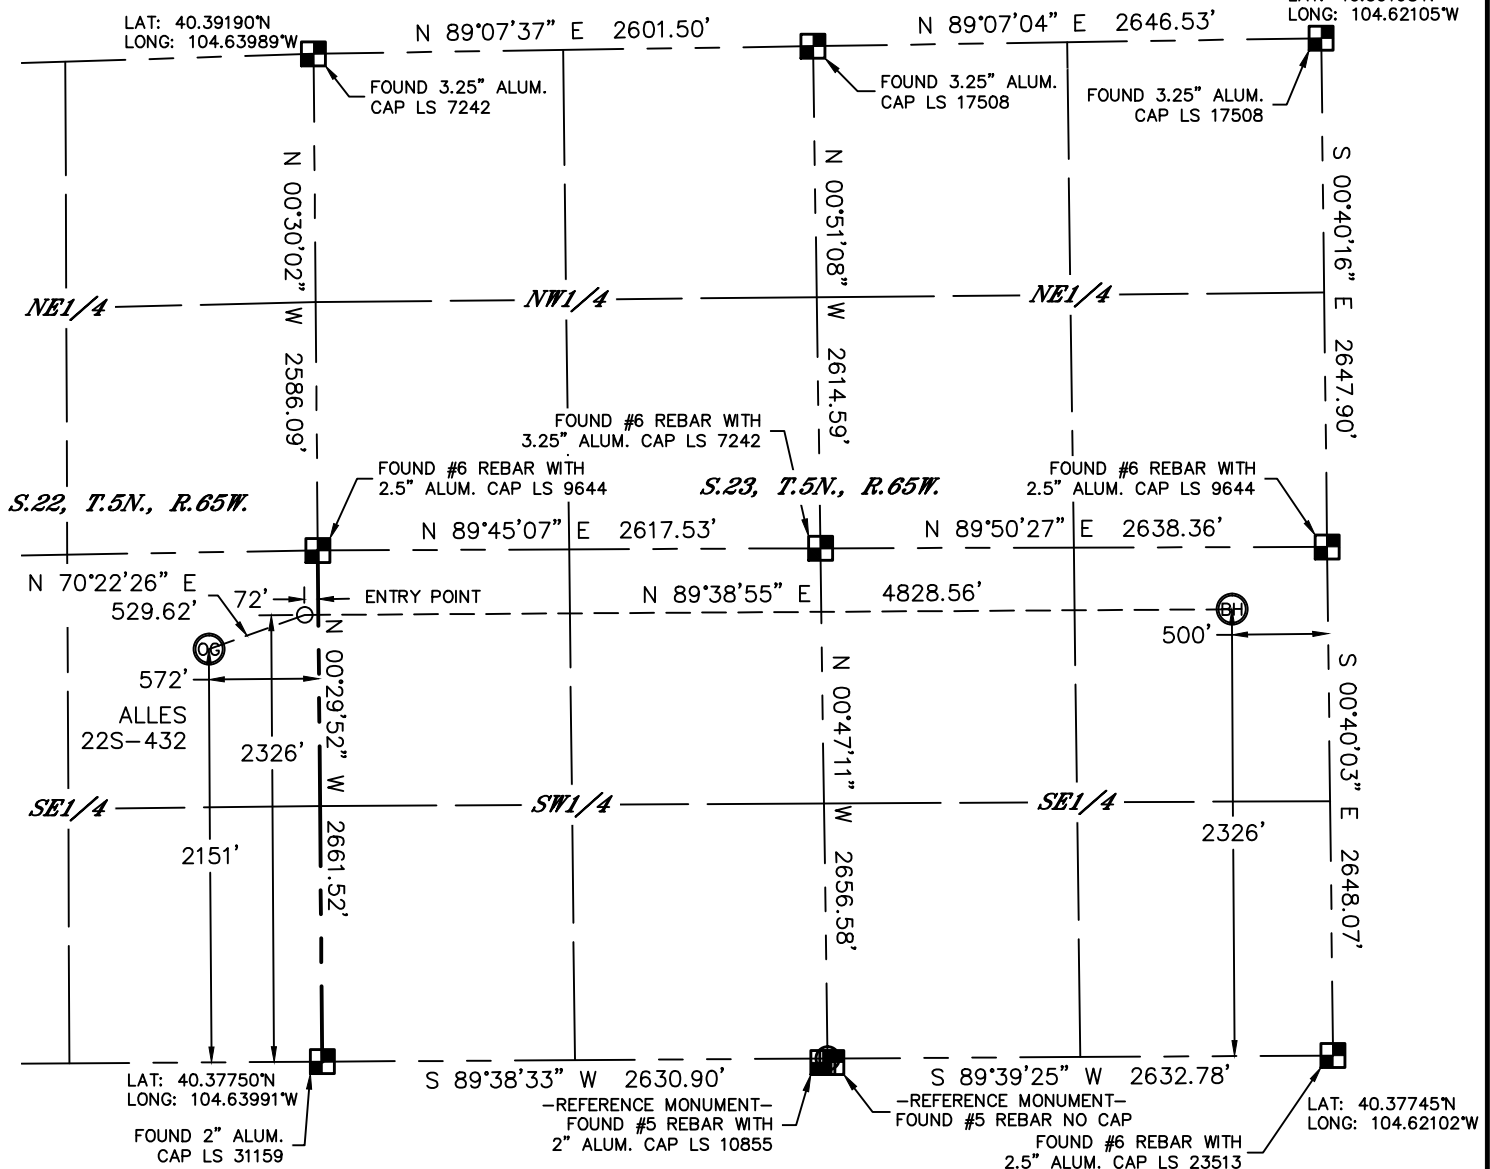 LAT: 40.39190°N
LONG: 104.63989°W
N 89°07'37" E 2601.50'
N 89°07'04" E 2646.53'
LONG: 104.62105°W
FOUND 3.25" ALUM.
CAP LS 7242
FOUND 3.25" ALUM.
CAP LS 17508
FOUND 3.25" ALUM.
CAP LS 17508
N 00°30'02" W 2586.09'
N 00°51'08" W 2614.59'
S 00°40'16" E 2647.90'
NE1/4
NW1/4
NE1/4
FOUND #6 REBAR WITH
3.25" ALUM. CAP LS 7242
FOUND #6 REBAR WITH
2.5" ALUM. CAP LS 9644
FOUND #6 REBAR WITH
2.5" ALUM. CAP LS 9644
S.22, T.5N., R.65W.
S.23, T.5N., R.65W.
N 89°45'07" E 2617.53'
N 89°50'27" E 2638.36'
N 70°22'26" E
529.62'
72'
ENTRY POINT
N 89°38'55" E 4828.56'
BH
500'
OG
572'
ALLES
22S-432
2326'
N 00°29'52" W 2661.52'
N 00°47'11" W 2656.58'
S 00°40'03" E 2648.07'
SE1/4
SW1/4
SE1/4
2151'
2326'
LAT: 40.37750°N
LONG: 104.63991°W
FOUND 2" ALUM.
CAP LS 31159
S 89°38'33" W 2630.90'
S 89°39'25" W 2632.78'
-REFERENCE MONUMENT-
FOUND #5 REBAR WITH
2" ALUM. CAP LS 10855
-REFERENCE MONUMENT-
FOUND #5 REBAR NO CAP
FOUND #6 REBAR WITH
2.5" ALUM. CAP LS 23513
LAT: 40.37745°N
LONG: 104.62102°W